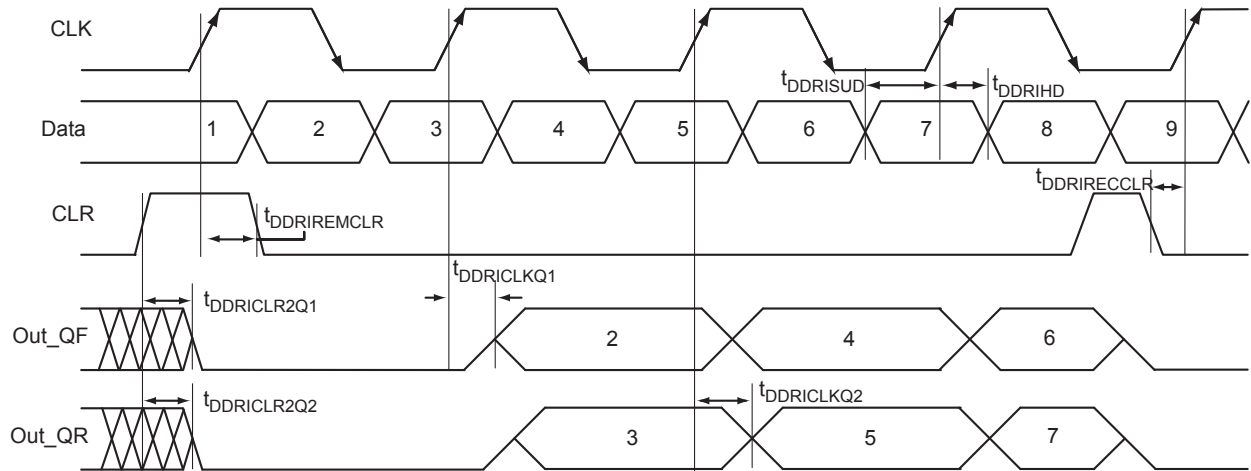 CLK
tDDRISUD
tDDRIHD
Data
1 2 3 4 5 6 7 8 9
CLR
tDDRIREMCLR
tDDRIRECCLR
tDDRICLKQ1
tDDRICLR2Q1
Out_QF
2 4 6
tDDRICLR2Q2
tDDRICLKQ2
Out_QR
3 5 7